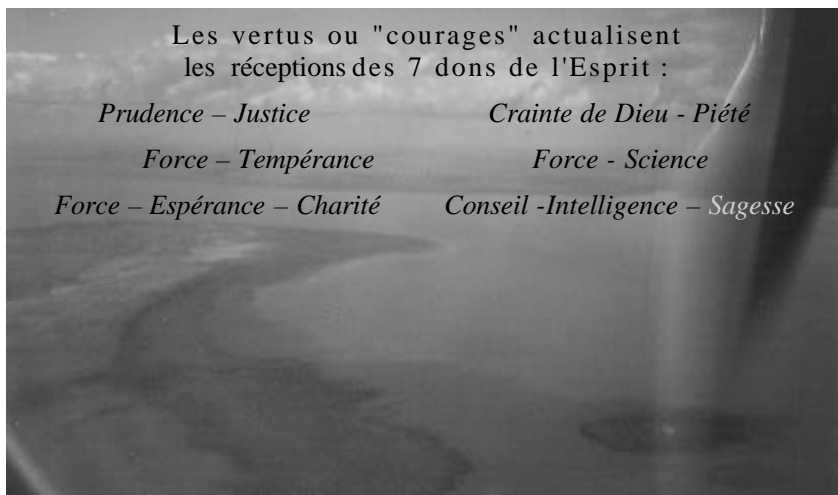 Les vertus ou "courages" actualisent
les réceptions des 7 dons de l'Esprit :
Prudence – Justice Crainte de Dieu - Piété
Force – Tempérance Force - Science
Force – Espérance – Charité Conseil -Intelligence – Sagesse